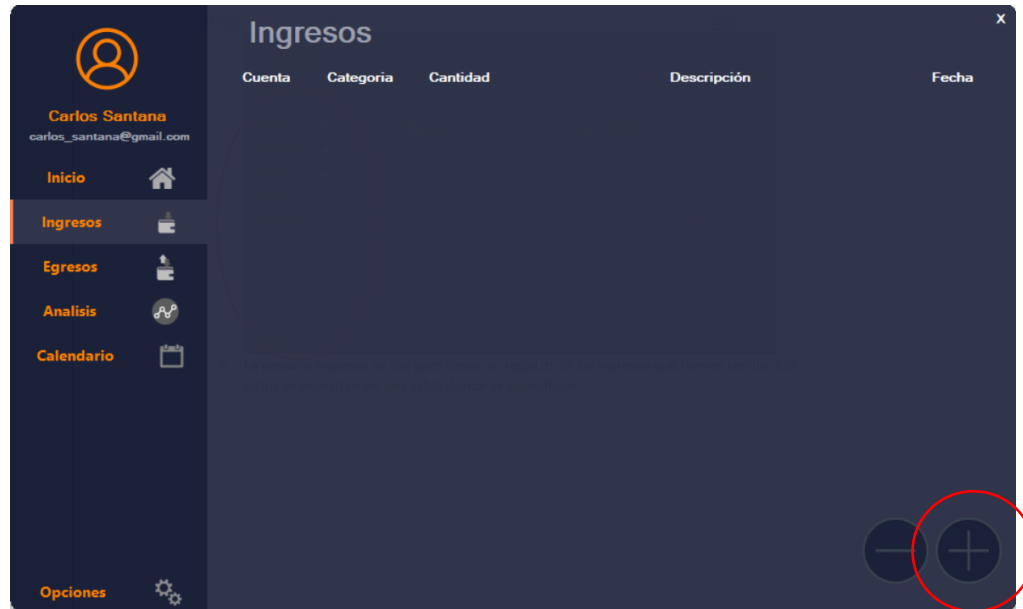 Carlos Santana
carlos_santana@gmail.com
Inicio
Ingresos
Egresos
Analisis
Calendario
Opciones
Ingresos
X
Cuenta Categoria Cantidad Descripción Fecha